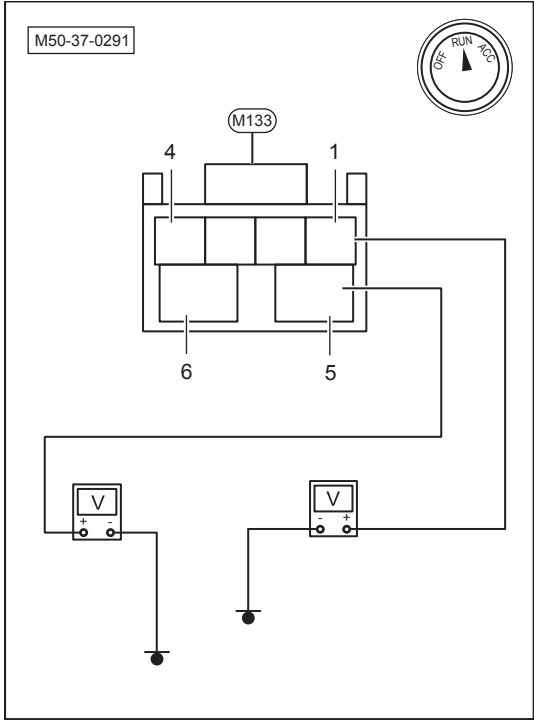 M50-37-0291
OFF RUN ACC
M133
4 1
6 5
V V
+ - - +